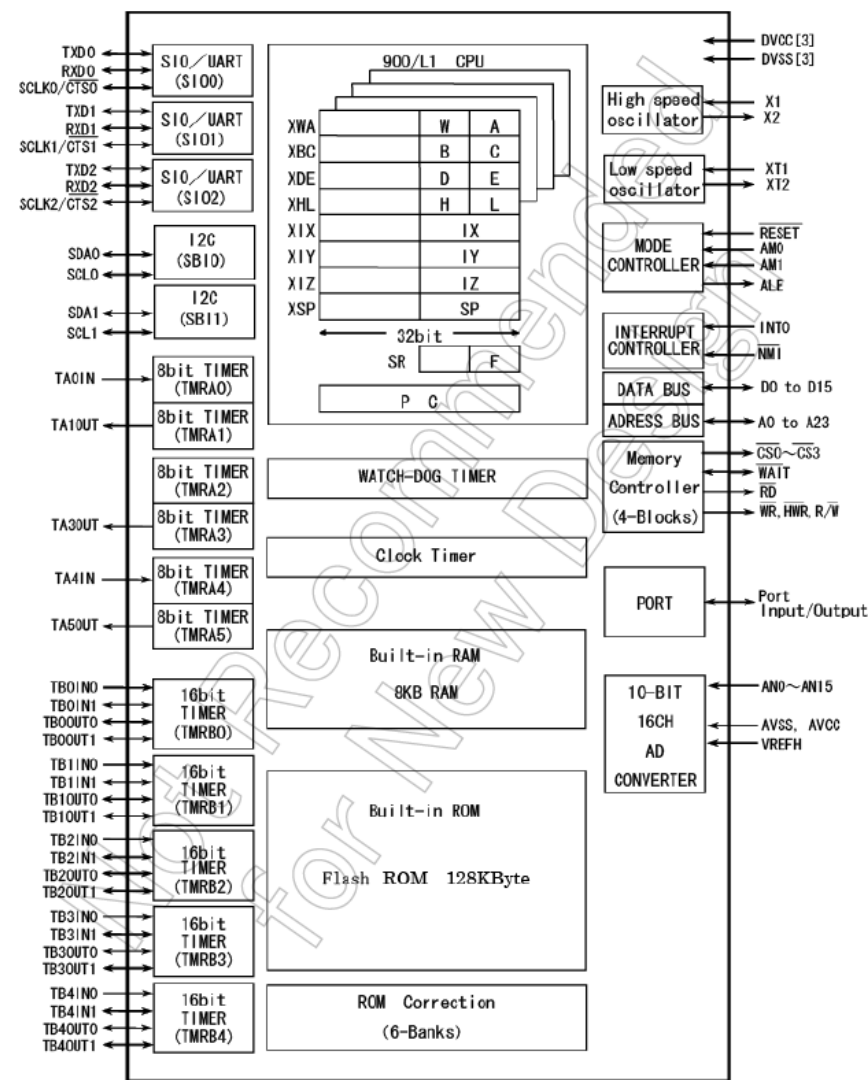 TXD0
RXD0
SCLK0/CTS0
TXD1
RXD1
SCLK1/CTS1
TXD2
RXD2
SCLK2/CTS2
SDA0
SCL0
SDA1
SCL1
TA0IN
TA1OUT
TA3OUT
TA4IN
TA5OUT
TB0IN0
TB0IN1
TB0OUT0
TB0OUT1
TB1IN0
TB1IN1
TB1OUT0
TB1OUT1
TB2IN0
TB2IN1
TB2OUT0
TB2OUT1
TB3IN0
TB3IN1
TB3OUT0
TB3OUT1
TB4IN0
TB4IN1
TB4OUT0
TB4OUT1
SIO/UART
(SIO0)
SIO/UART
(SIO1)
SIO/UART
(SIO2)
I2C
(SBI0)
I2C
(SBI1)
8bit TIMER
(TMRA0)
8bit TIMER
(TMRA1)
8bit TIMER
(TMRA2)
8bit TIMER
(TMRA3)
8bit TIMER
(TMRA4)
8bit TIMER
(TMRA5)
16bit
TIMER
(TMRB0)
16bit
TIMER
(TMRB1)
16bit
TIMER
(TMRB2)
16bit
TIMER
(TMRB3)
16bit
TIMER
(TMRB4)
900/L1 CPU
XWA W A
XBC B C
XDE D E
XHL H L
XIX IX
XIY IY
XIZ IZ
XSP SP
32bit
SR F
P C
WATCH-DOG TIMER
Clock Timer
Built-in RAM
8KB RAM
Built-in ROM
Flash ROM 128KByte
ROM Correction
(6-Banks)
High speed
oscillator
Low speed
oscillator
MODE
CONTROLLER
INTERRUPT
CONTROLLER
DATA BUS
ADRESS BUS
Memory
Controller
(4-Blocks)
PORT
10-BIT
16CH
AD
CONVERTER
DVCC[3]
DVSS[3]
X1
X2
XT1
XT2
RESET
AM0
AM1
ALE
INT0
NMI
D0 to D15
A0 to A23
CS0~CS3
WAIT
RD
WR, HWR, R/W
Port
Input/Output
AN0~AN15
AVSS, AVCC
VREFH
Not Recommended
for New Design